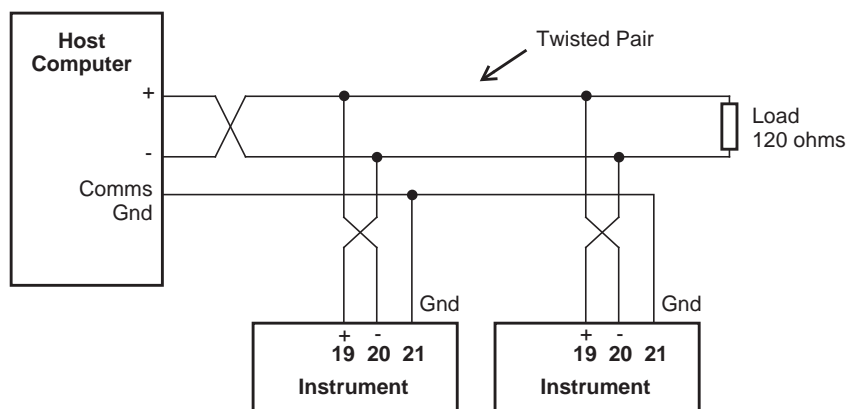 Host
Computer
+
-
Comms
Gnd
Twisted Pair
Load
120 ohms
Gnd
+ -
19 20 21
Instrument
Gnd
+ -
19 20 21
Instrument